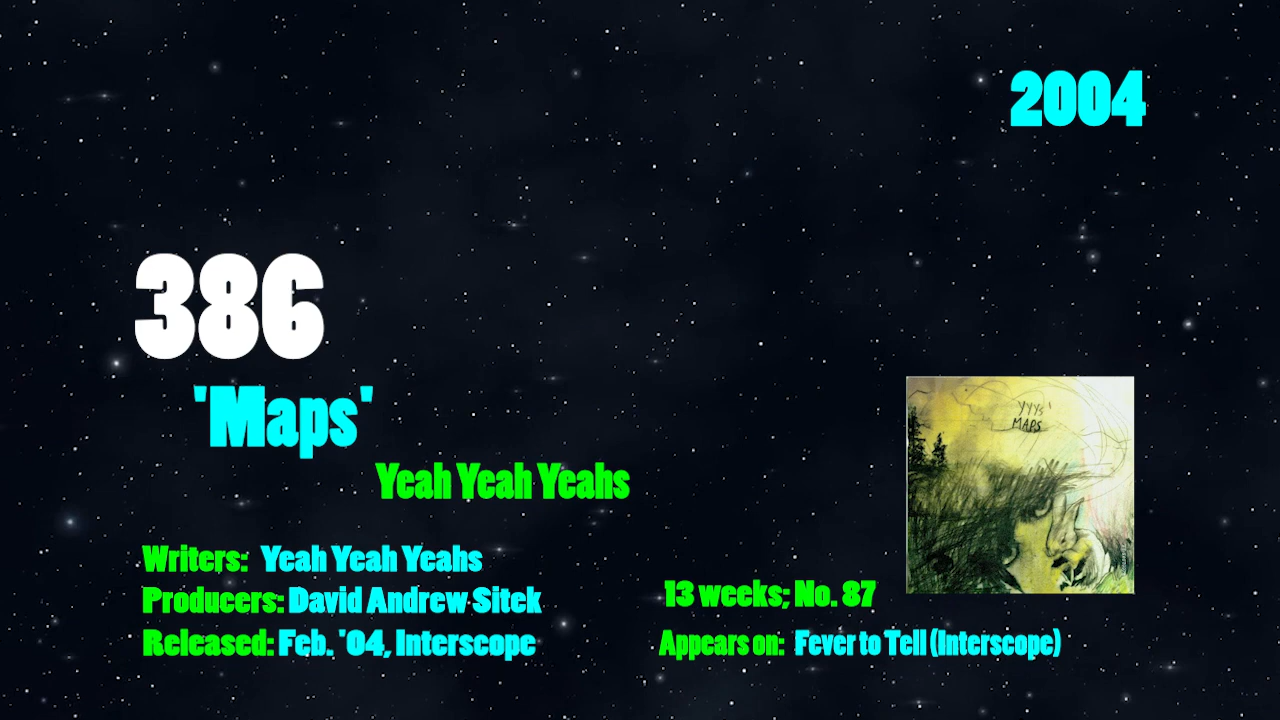 2004
386
'Maps'
Yeah Yeah Yeahs
YYYs'
MAPS
Writers: Yeah Yeah Yeahs
Producers: David Andrew Sitek
Released: Feb. '04, Interscope
13 weeks; No. 87
Appears on: Fever to Tell (Interscope)